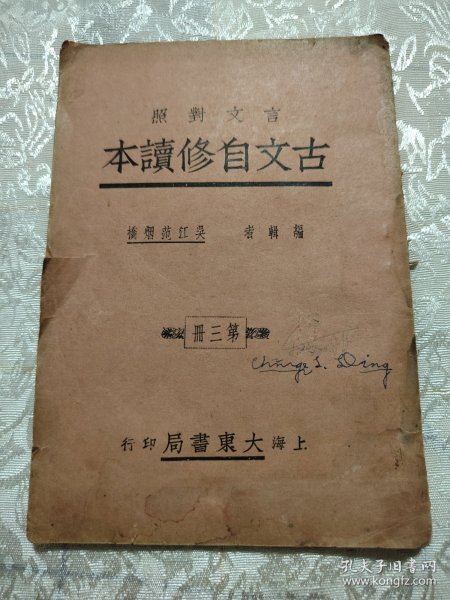 言文對照
古文自修讀本
編輯者 吳江范烟橋
第三冊
Chûnge L. Ding
上海大東書局印行
孔夫子旧书网
www.kongfz.com